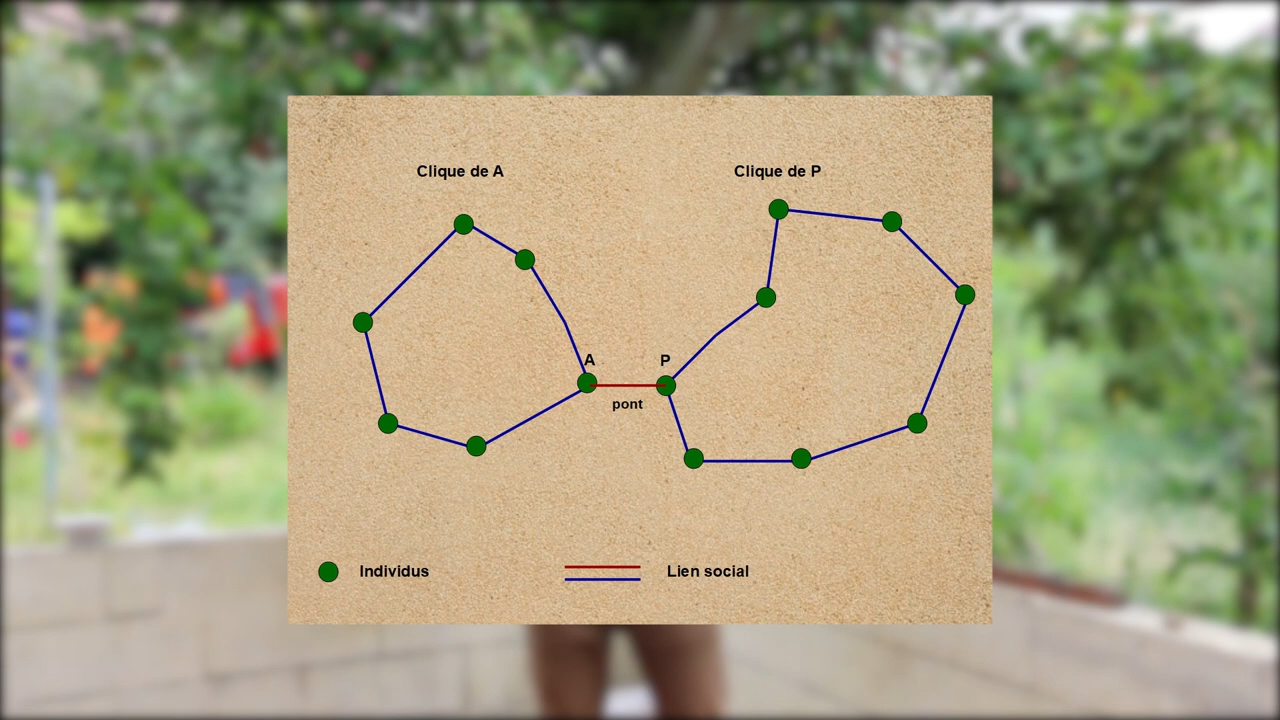 Clique de A
Clique de P
A
P
pont
Individus
Lien social